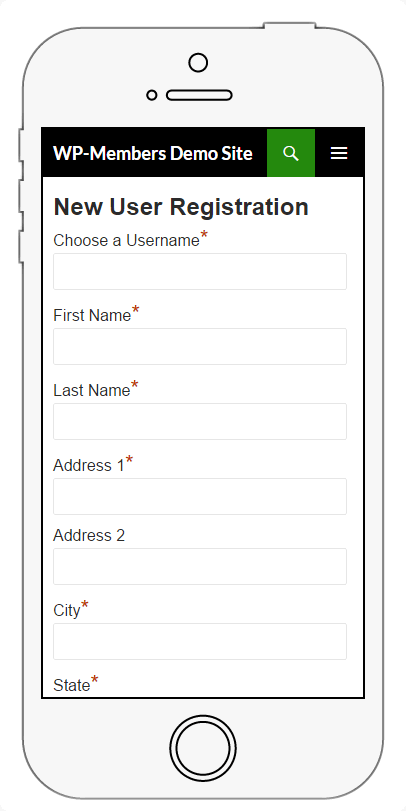 WP-Members Demo Site
New User Registration
Choose a Username*
First Name*
Last Name*
Address 1*
Address 2
City*
State*